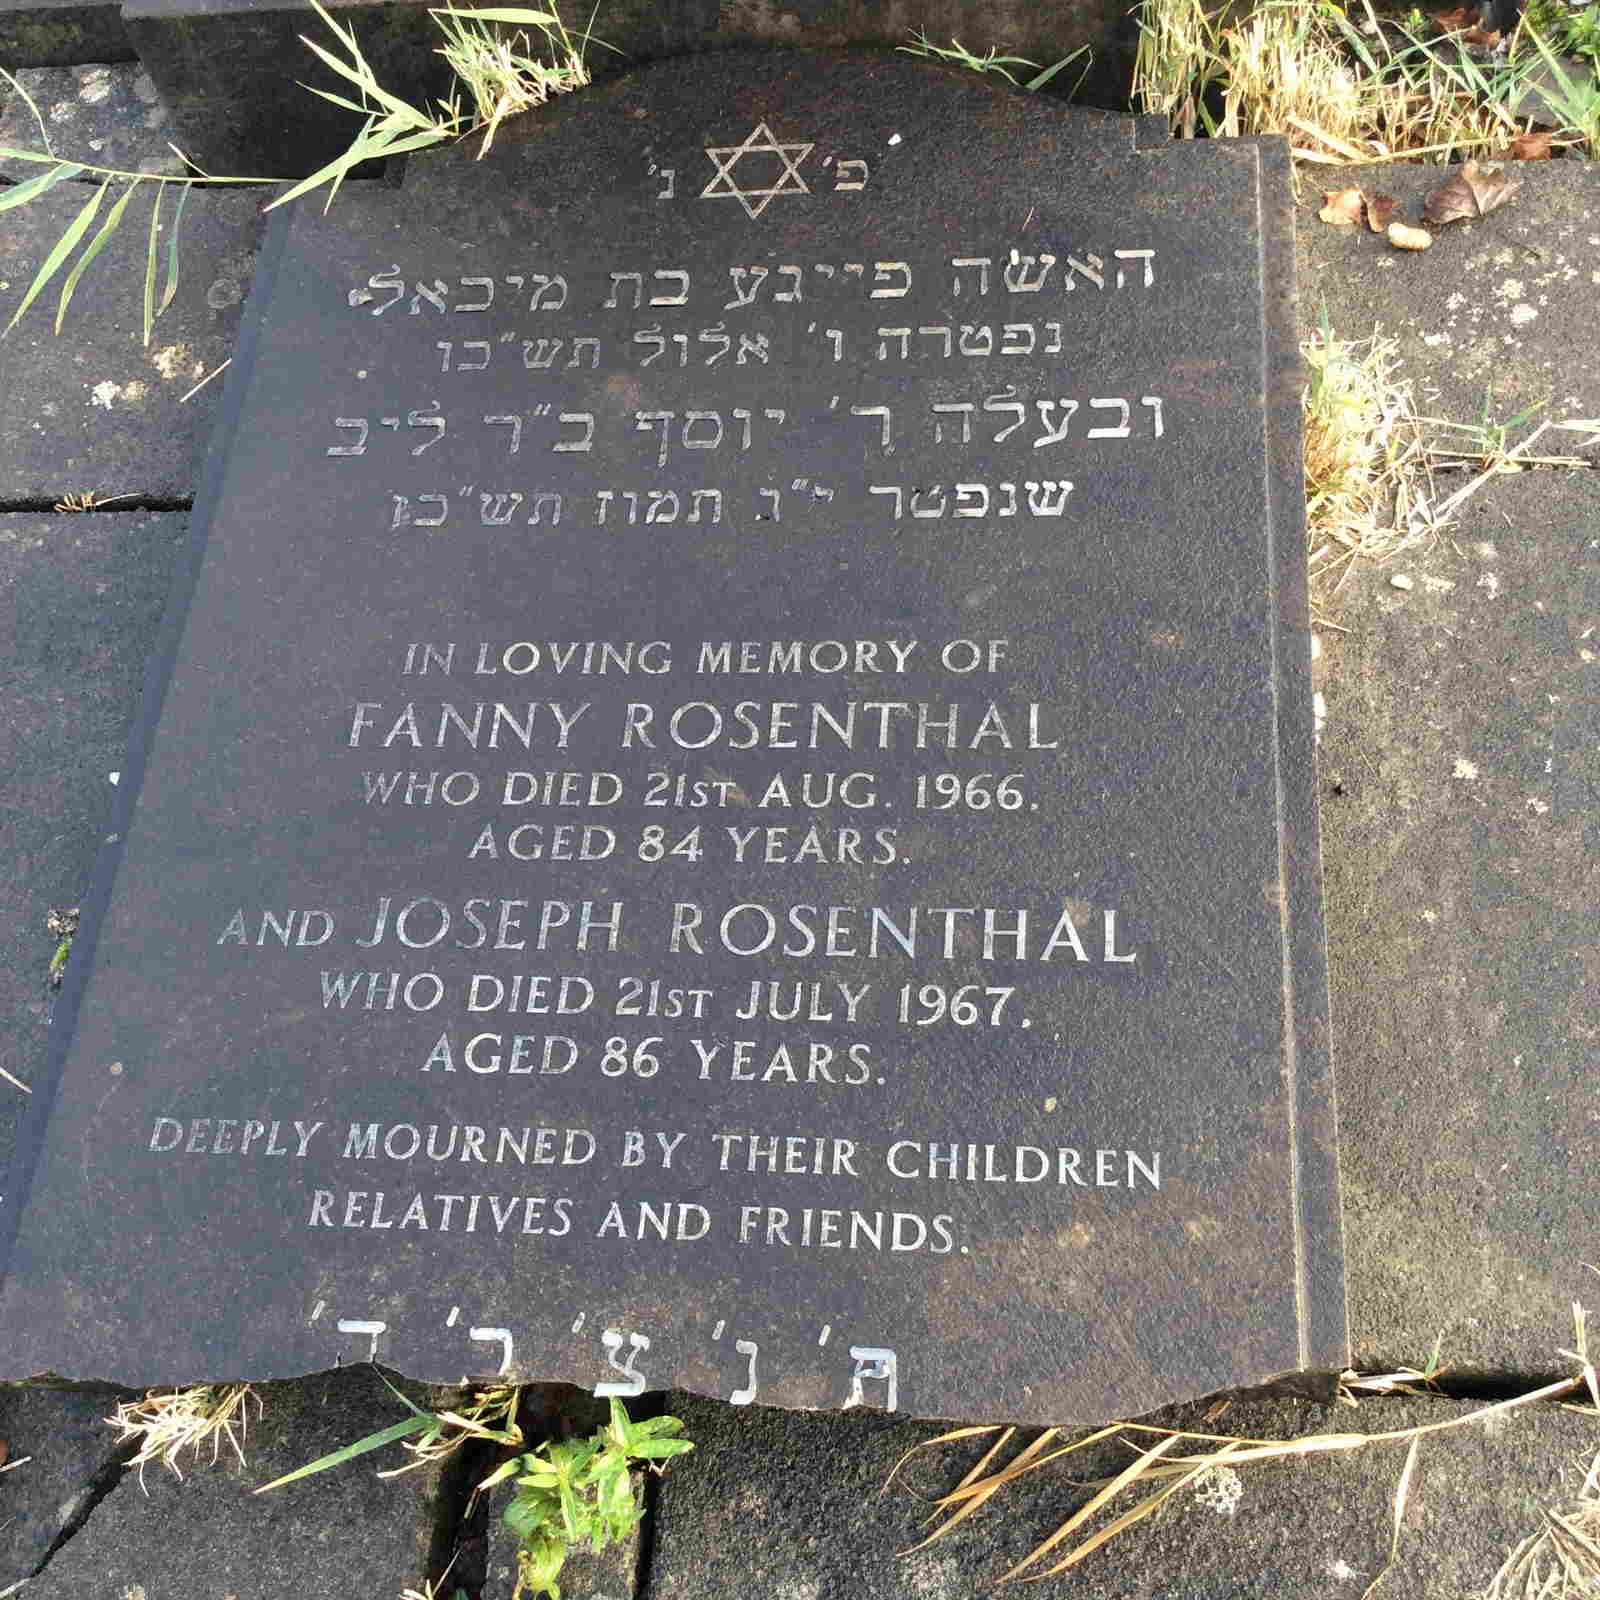 פ' נ'
האשה פייגע בת מיכאל
נפטרה ו' אלול תש"כו
ובעלה ר' יוסף ב"ר ליב
שנפטר י"ג תמוז תש"כז
IN LOVING MEMORY OF
FANNY ROSENTHAL
WHO DIED 21ST AUG. 1966.
AGED 84 YEARS.
AND JOSEPH ROSENTHAL
WHO DIED 21ST JULY 1967.
AGED 86 YEARS.
DEEPLY MOURNED BY THEIR CHILDREN
RELATIVES AND FRIENDS.
ת' נ' צ' ב' ה'